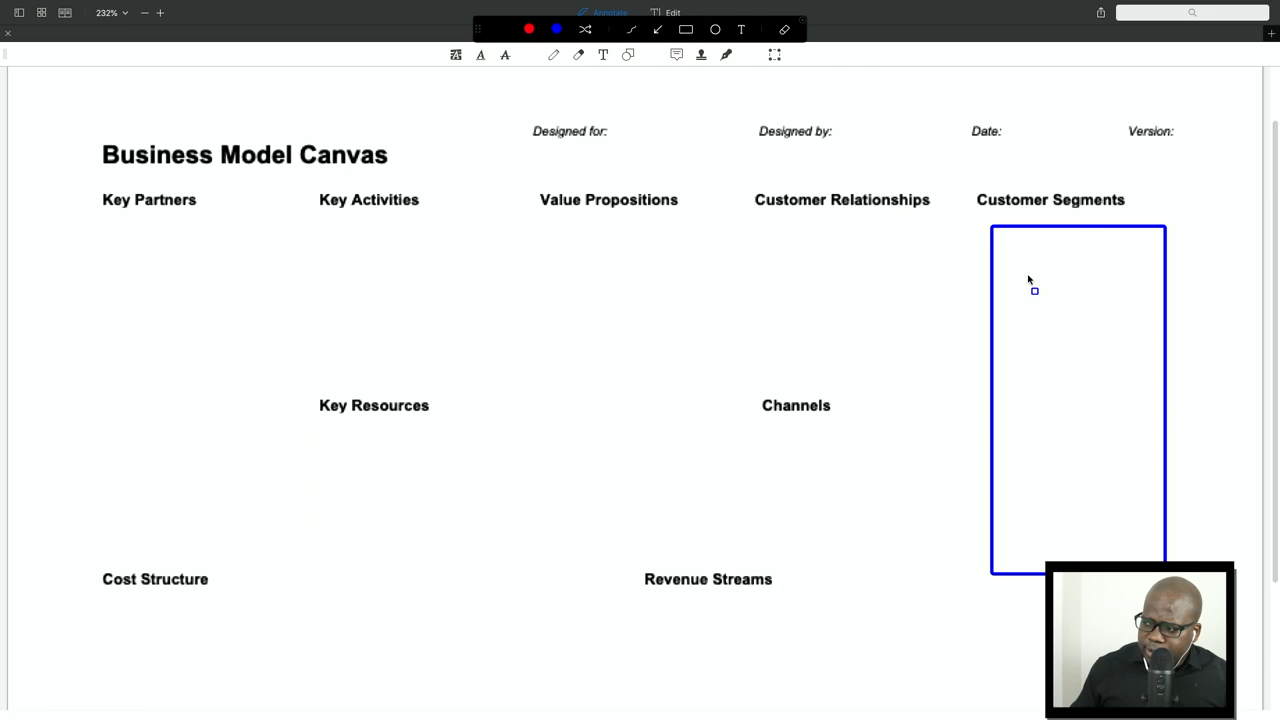 232%
Annotate
T Edit
T
A A A
T
Designed for: Designed by: Date: Version:
Business Model Canvas
Key Partners Key Activities Value Propositions Customer Relationships Customer Segments
Key Resources Channels
Cost Structure Revenue Streams